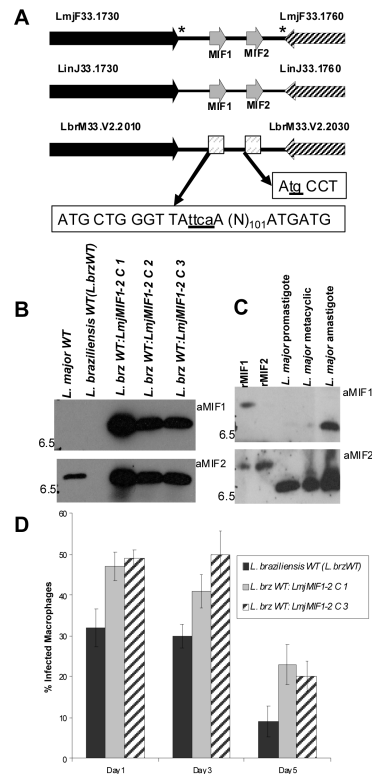 A
LmjF33.1730 * * LmjF33.1760
MIF1 MIF2
LinJ33.1730 LinJ33.1760
MIF1 MIF2
LbrM33.V2.2010 LbrM33.V2.2030
Atg CCT
ATG CTG GGT TAttcaA (N)101ATGATG
B
L. major WT
L. braziliensis WT(L.brzWT)
L. brz WT:LmjMIF1-2 C 1
L. brz WT:LmjMIF1-2 C 2
L. brz WT:LmjMIF1-2 C 3
aMIF1
6.5
aMIF2
6.5
C
rMIF1
rMIF2
L. major promastigote
L. major metacyclic
L. major amastigote
aMIF1
6.5
aMIF2
6.5
D
% Infected Macrophages
60
50
40
30
20
10
0
Day 1 Day 3 Day 5
L. braziliensis WT (L. brzWT)
L. brz WT: LmjMIF1-2 C 1
L. brz WT: LmjMIF1-2 C 3